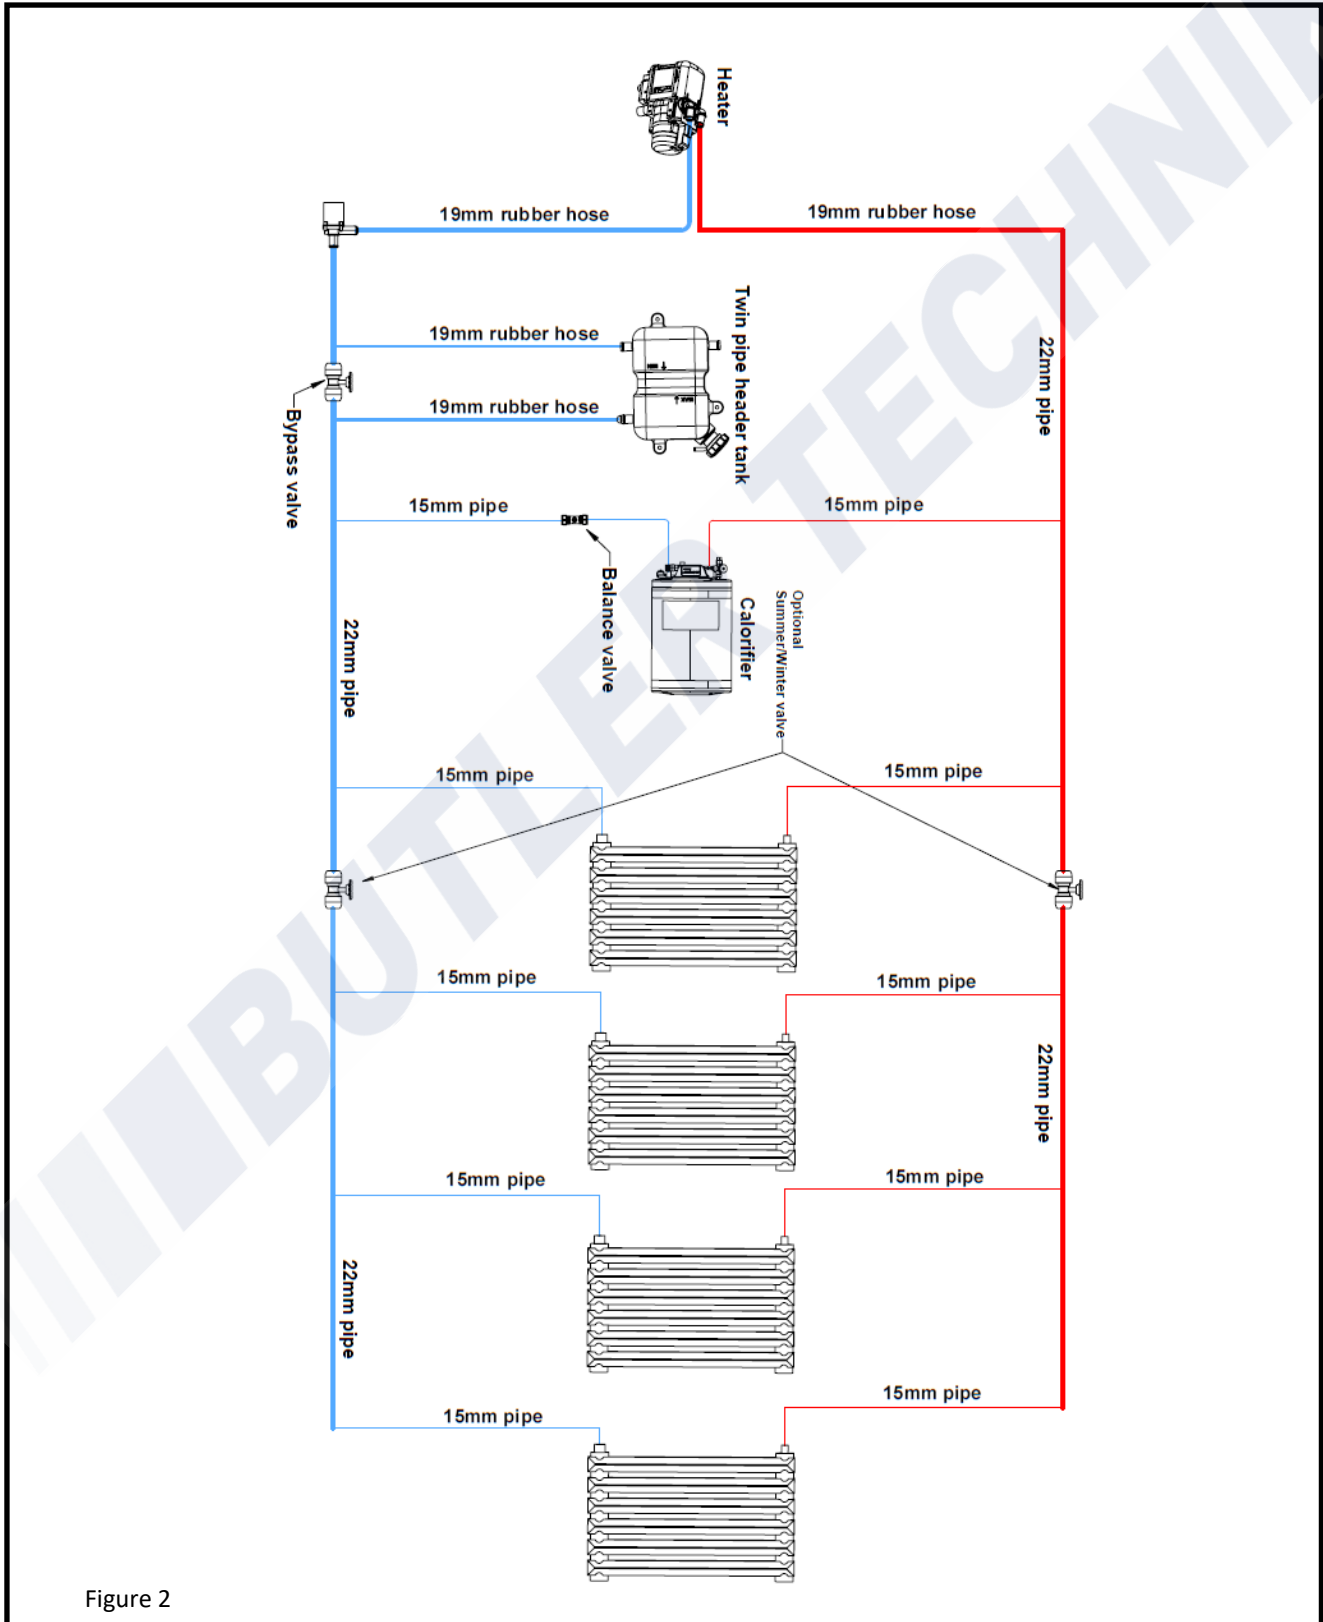 Heater
19mm rubber hose
19mm rubber hose
Twin pipe header tank
19mm rubber hose
22mm pipe
19mm rubber hose
Bypass valve
15mm pipe
15mm pipe
Balance valve
Calorifier
Optional
Summer/Winter valve
22mm pipe
15mm pipe
15mm pipe
15mm pipe
15mm pipe
22mm pipe
15mm pipe
15mm pipe
22mm pipe
15mm pipe
15mm pipe
Figure 2
BUTLER TECHNIK